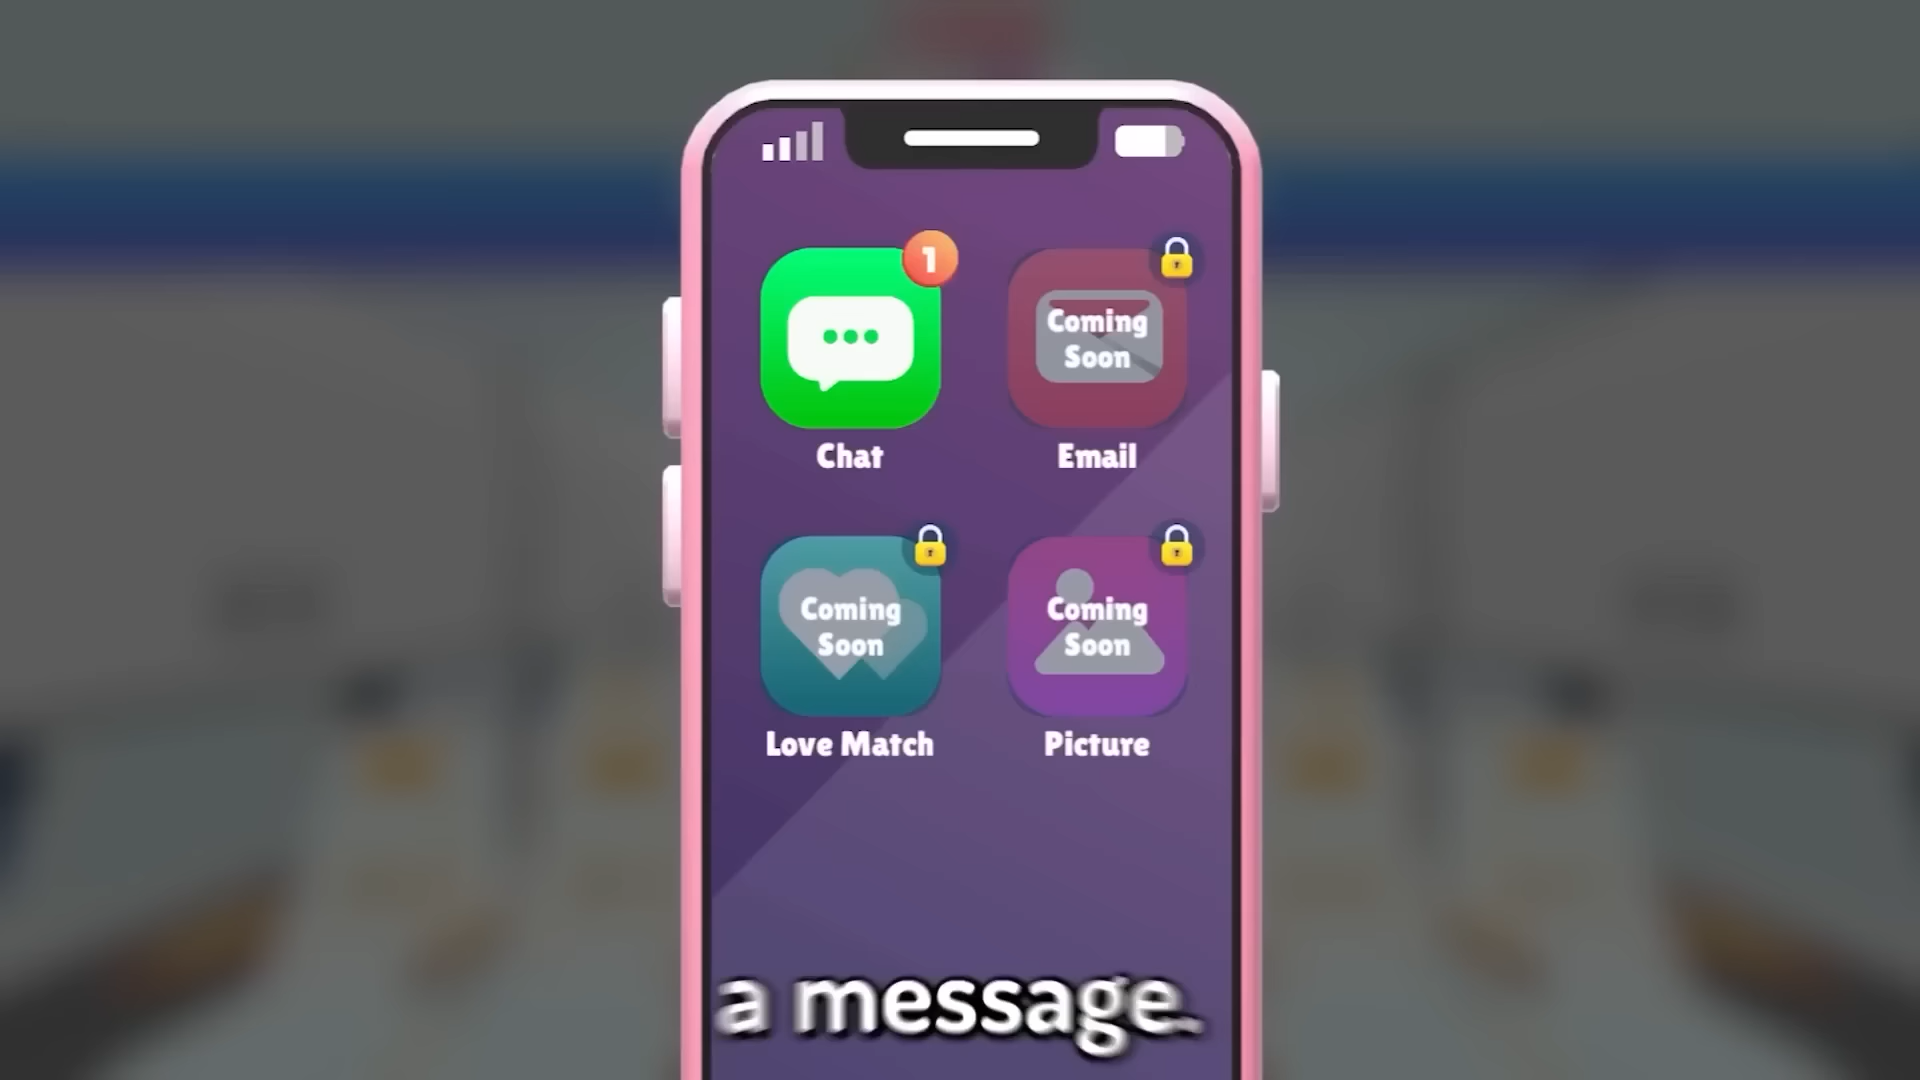 1
Coming
Soon
Chat
Email
Coming
Soon
Coming
Soon
Love Match
Picture
a message.